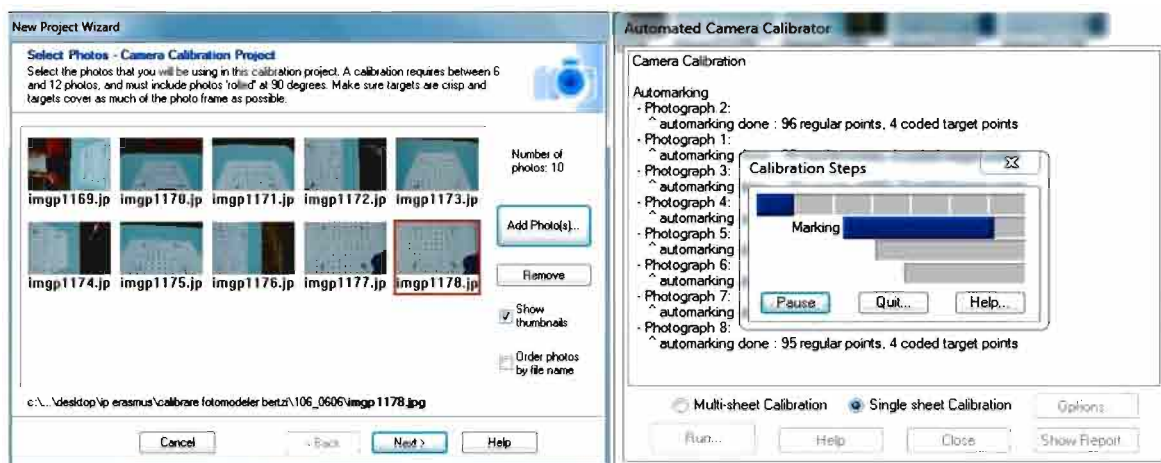 New Project Wizard
Select Photos - Camera Calibration Project
Select the photos that you will be using in this calibration project. A calibration requires between 6
and 12 photos, and must include photos 'rolled' at 90 degrees. Make sure targets are crisp and
targets cover as much of the photo frame as possible.
imgp1169.jp imgp1170.jp imgp1171.jp imgp1172.jp imgp1173.jp
imgp1174.jp imgp1175.jp imgp1176.jp imgp1177.jp imgp1178.jp
Number of
photos: 10
Add Photo(s)...
Remove
Show
thumbnails
Order photos
by file name
c:\...\desktop\ip erasmus\calibrare fotomodeler bertzi\106_0606\imgp1178.jpg
Cancel
< Back
Next >
Help
Automated Camera Calibrator
Camera Calibration
Automarking
- Photograph 2:
^ automarking done : 96 regular points, 4 coded target points
- Photograph 1:
^ automarking
- Photograph 3:
^ automarking
- Photograph 4:
^ automarking
- Photograph 5:
^ automarking
- Photograph 6:
^ automarking
- Photograph 7:
^ automarking
- Photograph 8:
^ automarking done : 95 regular points, 4 coded target points
Calibration Steps
Marking
Pause
Quit...
Help...
Multi-sheet Calibration
Single sheet Calibration
Options
Run...
Help
Close
Show Report